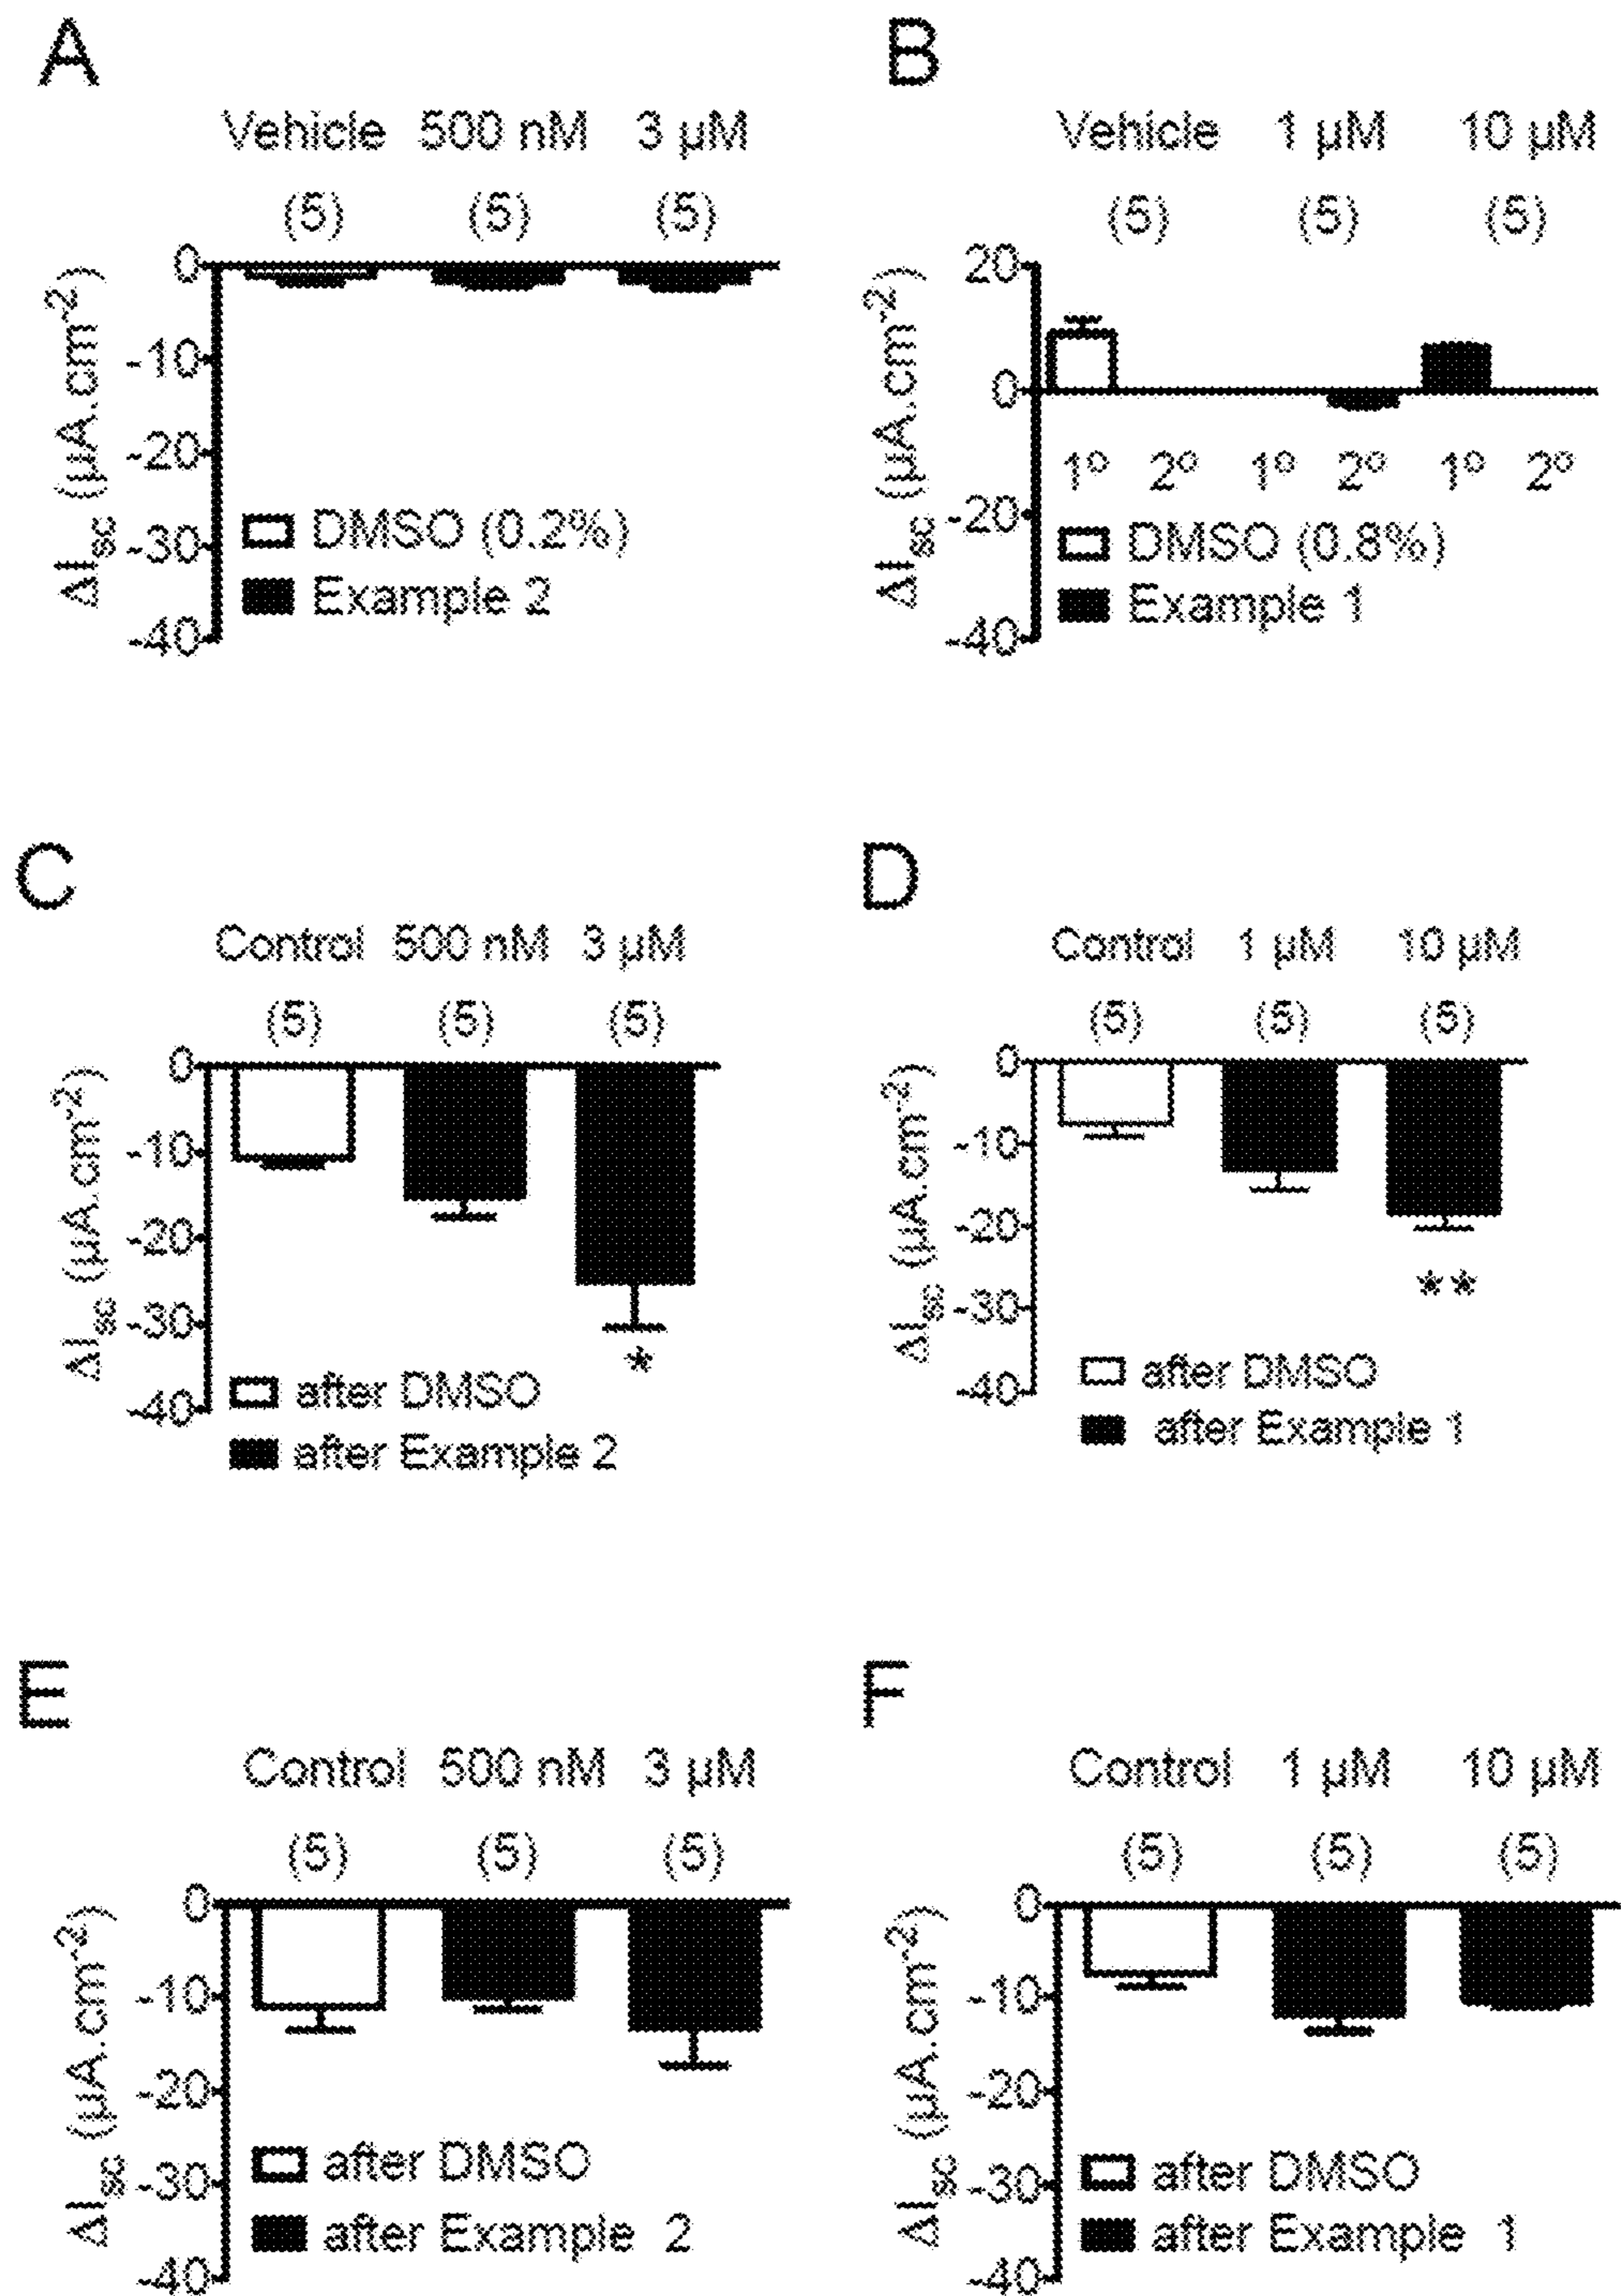 A
Vehicle 500 nM 3 µM
(5) (5) (5)
0
-10
-20
-30
-40
ΔIsc (µA.cm-2)
DMSO (0.2%)
Example 2
B
Vehicle 1 µM 10 µM
(5) (5) (5)
20
0
-20
-40
ΔIsc (µA.cm-2)
1º 2º 1º 2º 1º 2º
DMSO (0.8%)
Example 1
C
Control 500 nM 3 µM
(5) (5) (5)
0
-10
-20
-30
-40
ΔIsc (µA.cm-2)
*
after DMSO
after Example 2
D
Control 1 µM 10 µM
(5) (5) (5)
0
-10
-20
-30
-40
ΔIsc (µA.cm-2)
**
after DMSO
after Example 1
E
Control 500 nM 3 µM
(5) (5) (5)
0
-10
-20
-30
-40
ΔIsc (µA.cm-2)
after DMSO
after Example 2
F
Control 1 µM 10 µM
(5) (5) (5)
0
-10
-20
-30
-40
ΔIsc (µA.cm-2)
after DMSO
after Example 1